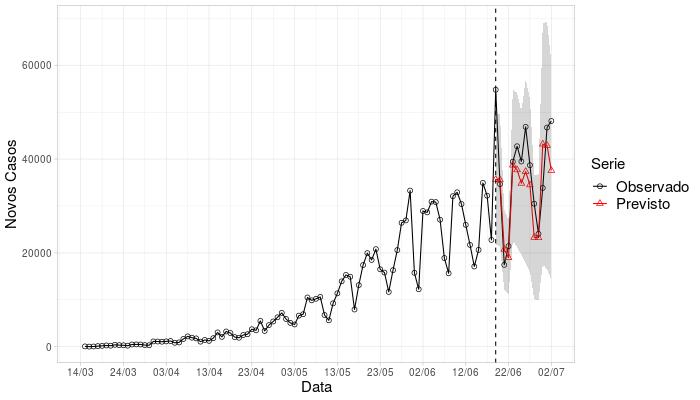 Novos Casos
60000
40000
20000
0
14/03 24/03 03/04 13/04 23/04 03/05 13/05 23/05 02/06 12/06 22/06 02/07
Data
Serie
Observado
Previsto